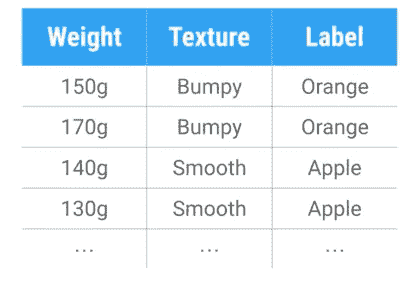 Weight Texture Label
150g Bumpy Orange
170g Bumpy Orange
140g Smooth Apple
130g Smooth Apple
... ... ...